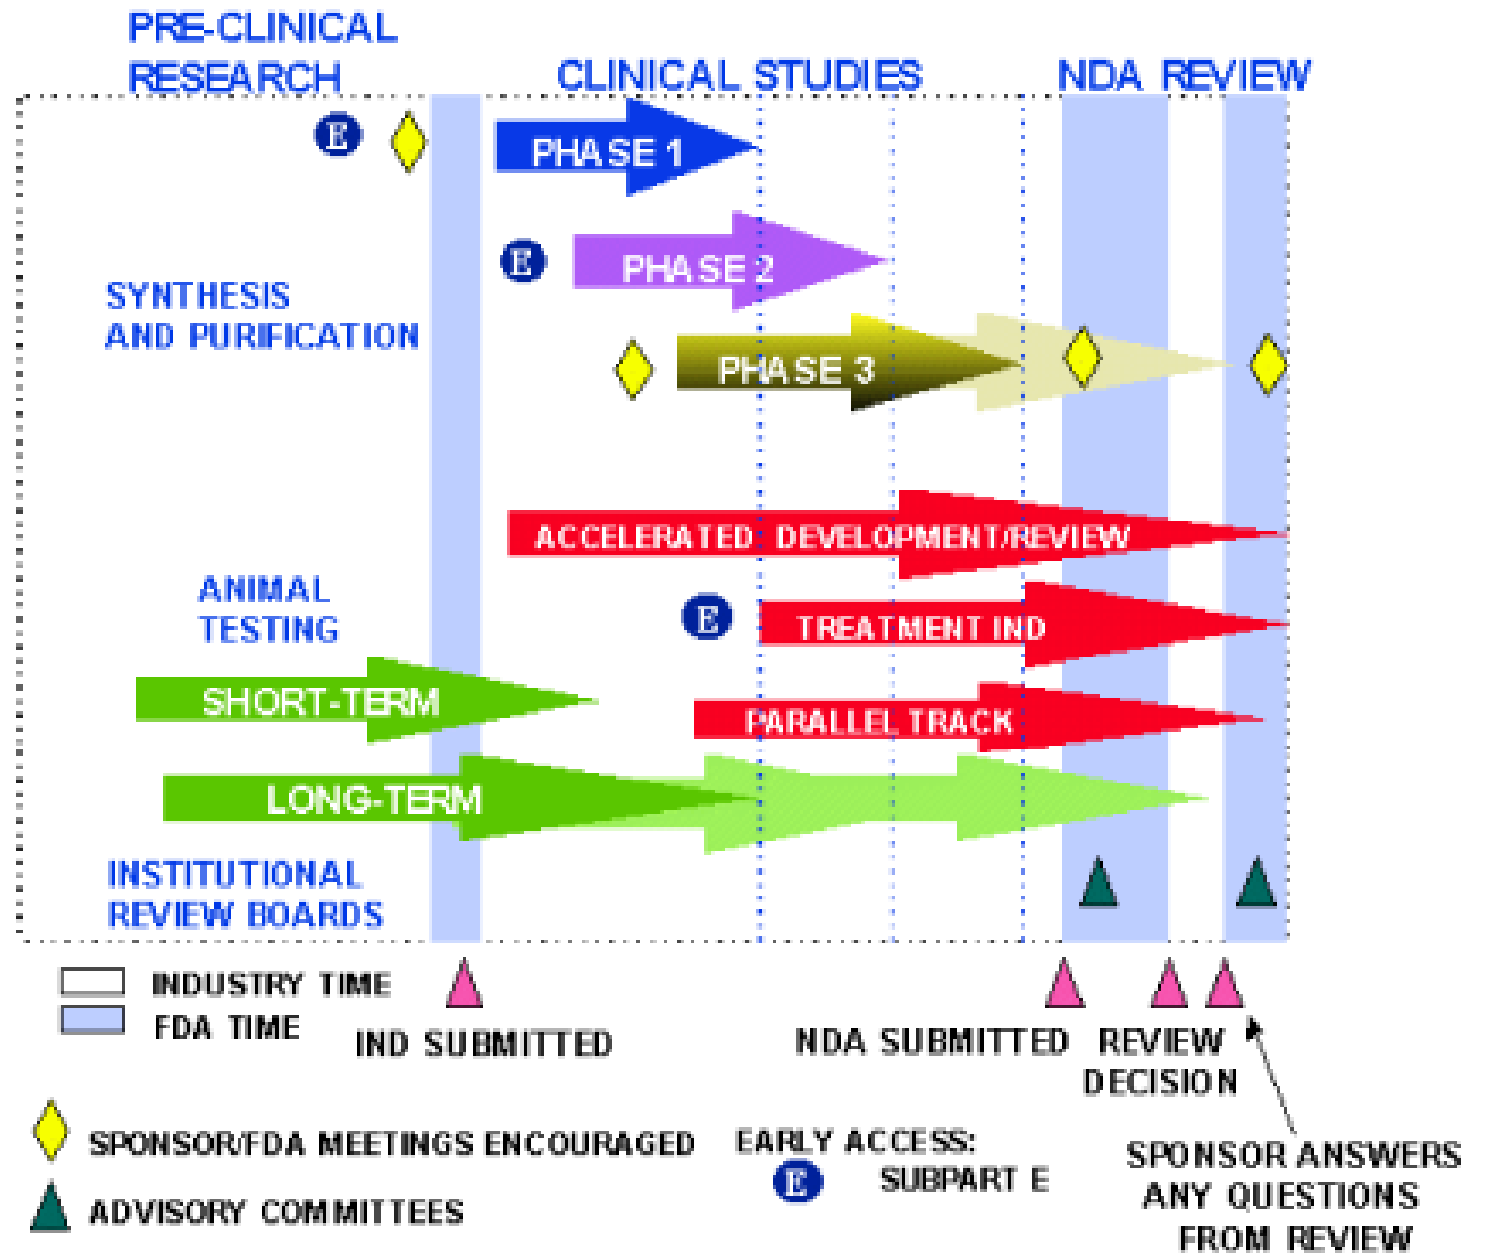 PRE-CLINICAL
RESEARCH
CLINICAL STUDIES
NDA REVIEW
E
PHASE 1
E
PHASE 2
SYNTHESIS
AND PURIFICATION
PHASE 3
ACCELERATED DEVELOPMENT/REVIEW
ANIMAL
TESTING
E
TREATMENT IND
SHORT-TERM
PARALLEL TRACK
LONG-TERM
INSTITUTIONAL
REVIEW BOARDS
INDUSTRY TIME
FDA TIME
IND SUBMITTED
NDA SUBMITTED
REVIEW
DECISION
SPONSOR/FDA MEETINGS ENCOURAGED
EARLY ACCESS:
E SUBPART E
SPONSOR ANSWERS
ANY QUESTIONS
FROM REVIEW
ADVISORY COMMITTEES